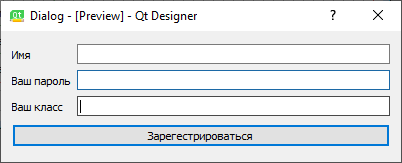 Dialog - [Preview] - Qt Designer
Имя
Ваш пароль
Ваш класс
Зарегестрироваться